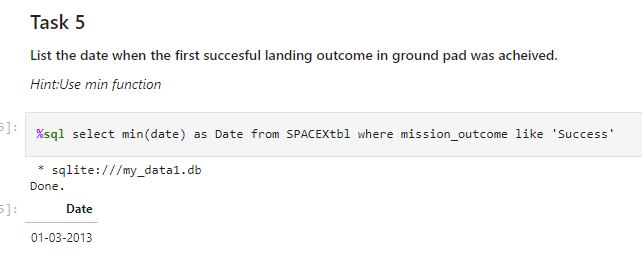 Task 5
List the date when the first succesful landing outcome in ground pad was acheived.
Hint:Use min function
5]:
%sql select min(date) as Date from SPACEXtbl where mission_outcome like 'Success'
* sqlite:///my_data1.db
Done.
5]:
Date
01-03-2013